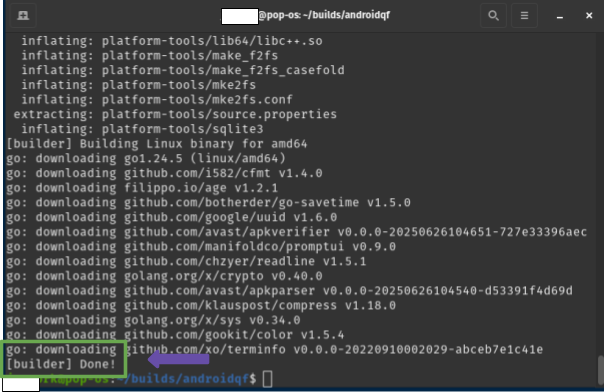 @pop-os: ~/builds/androidqf
inflating: platform-tools/lib64/libc++.so
inflating: platform-tools/make_f2fs
inflating: platform-tools/make_f2fs_casefold
inflating: platform-tools/mke2fs
inflating: platform-tools/mke2fs.conf
extracting: platform-tools/source.properties
inflating: platform-tools/sqlite3
[builder] Building Linux binary for amd64
go: downloading go1.24.5 (linux/amd64)
go: downloading github.com/i582/cfmt v1.4.0
go: downloading filippo.io/age v1.2.1
go: downloading github.com/botherder/go-savetime v1.5.0
go: downloading github.com/google/uuid v1.6.0
go: downloading github.com/avast/apkverifier v0.0.0-20250626104651-727e33396aec
go: downloading github.com/manifoldco/promptui v0.9.0
go: downloading github.com/chzyer/readline v1.5.1
go: downloading golang.org/x/crypto v0.40.0
go: downloading github.com/avast/apkparser v0.0.0-20250626104540-d53391f4d69d
go: downloading github.com/klauspost/compress v1.18.0
go: downloading golang.org/x/sys v0.34.0
go: downloading github.com/gookit/color v1.5.4
go: downloading github.com/xo/terminfo v0.0.0-20220910002029-abceb7e1c41e
[builder] Done!
rk@pop-os:~/builds/androidqf$